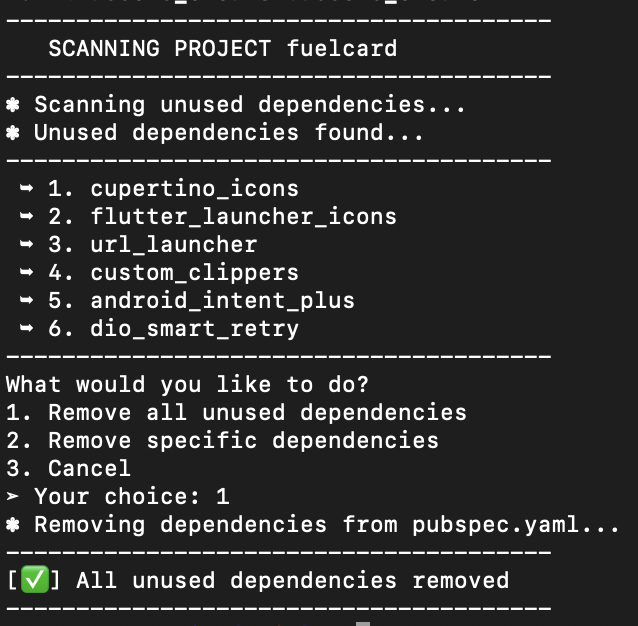 SCANNING PROJECT fuelcard
✱ Scanning unused dependencies...
✱ Unused dependencies found...
➥ 1. cupertino_icons
➥ 2. flutter_launcher_icons
➥ 3. url_launcher
➥ 4. custom_clippers
➥ 5. android_intent_plus
➥ 6. dio_smart_retry
What would you like to do?
1. Remove all unused dependencies
2. Remove specific dependencies
3. Cancel
➢ Your choice: 1
✱ Removing dependencies from pubspec.yaml...
[✅] All unused dependencies removed